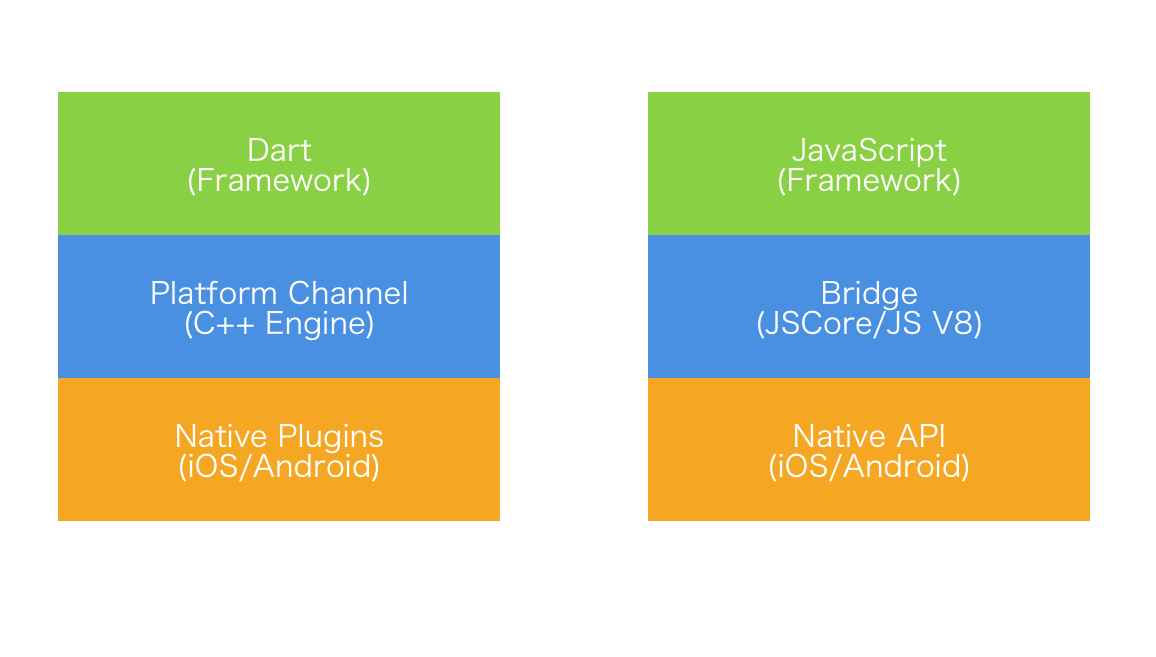 Dart
(Framework)
Platform Channel
(C++ Engine)
Native Plugins
(iOS/Android)
JavaScript
(Framework)
Bridge
(JSCore/JS V8)
Native API
(iOS/Android)